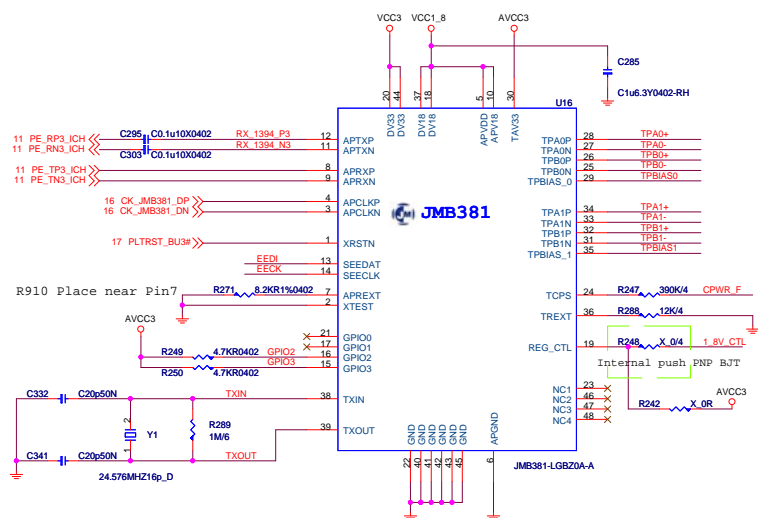 VCC3 VCC1_8 AVCC3
C285
C1u6.3Y0402-RH
20 44 37 18 5 10 30
U16
DV33 DV33 DV18 DV18 APVDD APV18 TAV33
11 PE_RP3_ICH C295 C0.1u10X0402 RX_1394_P3 12 APTXP
11 PE_RN3_ICH C303 C0.1u10X0402 RX_1394_N3 11 APTXN
11 PE_TP3_ICH 8 APRXP
11 PE_TN3_ICH 9 APRXN
16 CK_JMB381_DP 4 APCLKP
16 CK_JMB381_DN 3 APCLKN
17 PLTRST_BU3# 1 XRSTN
EEDI 13 SEEDAT
EECK 14 SEECLK
R910 Place near Pin7
R271 8.2KR1%0402 7 APREXT
2 XTEST
AVCC3
21 GPIO0
17 GPIO1
R249 4.7KR0402 GPIO2 16 GPIO2
R250 4.7KR0402 GPIO3 15 GPIO3
C332 C20p50N TXIN 38 TXIN
2
Y1
1
R289
1M/6
C341 C20p50N TXOUT 39 TXOUT
24.576MHZ16p_D
JMB381
TPA0P 28 TPA0+
TPA0N 27 TPA0-
TPB0P 26 TPB0+
TPB0N 25 TPB0-
TPBIAS_0 29 TPBIAS0
TPA1P 34 TPA1+
TPA1N 33 TPA1-
TPB1P 32 TPB1+
TPB1N 31 TPB1-
TPBIAS_1 35 TPBIAS1
TCPS 24 R247 390K/4 CPWR_F
TREXT 36 R288 12K/4
REG_CTL 19 R248 X_0/4 1_8V_CTL
Internal push PNP BJT
AVCC3
R242 X_0R
NC1 23
NC2 46
NC3 47
NC4 48
GND GND GND GND GND GND APGND
22 40 41 42 43 45 6
JMB381-LGBZ0A-A